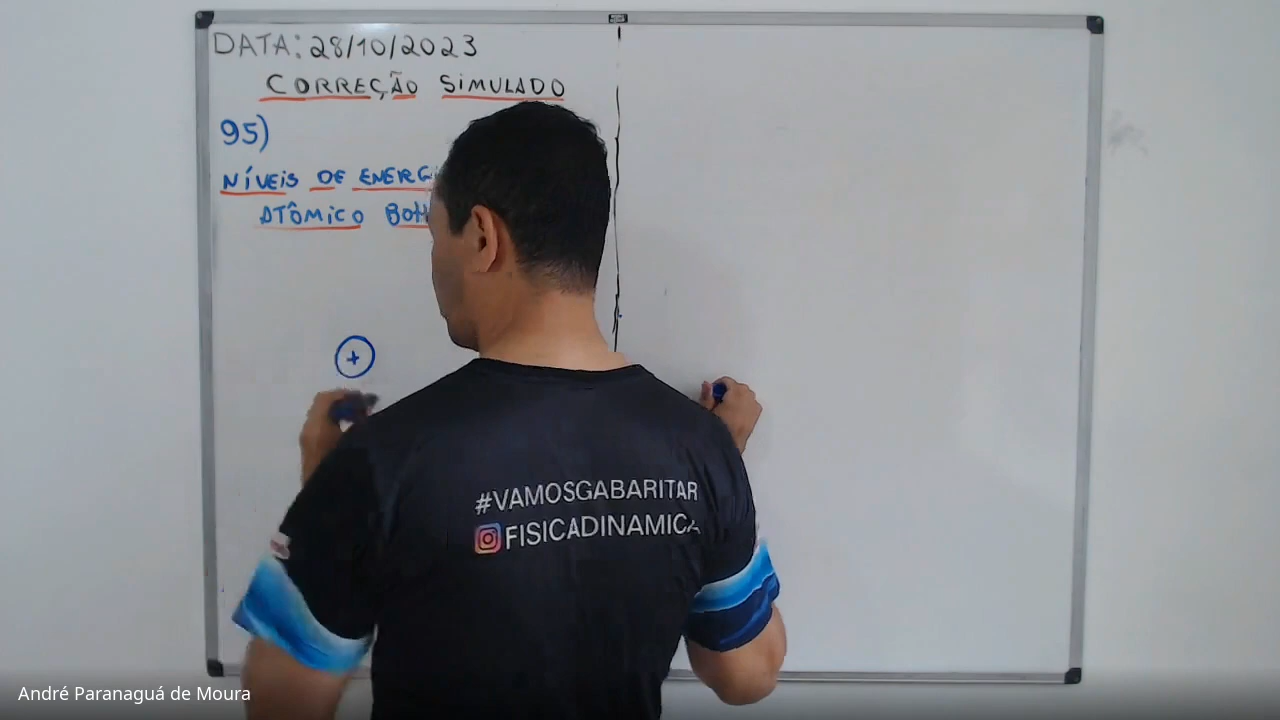 DATA: 28/10/2023
CORREÇÃO SIMULADO
95)
NÍVEIS DE
ATÔMICO
+
#VAMOSGABARITAR
FISICADINAMICA
André Paranaguá de Moura